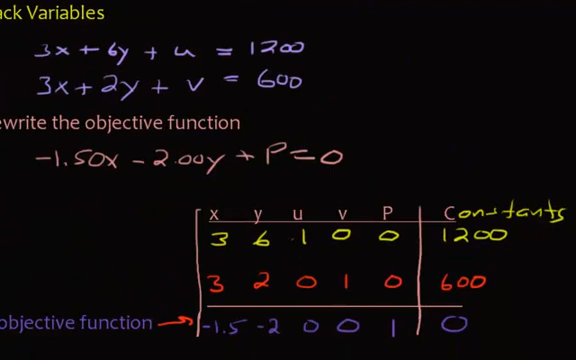 ack Variables
3x + 6y + u = 1200
3x + 2y + v = 600
ewrite the objective function
-1.50x - 2.00y + P = 0
x y u v P Constants
3 6 1 0 0 1200
3 2 0 1 0 600
objective function → -1.5 -2 0 0 1 0